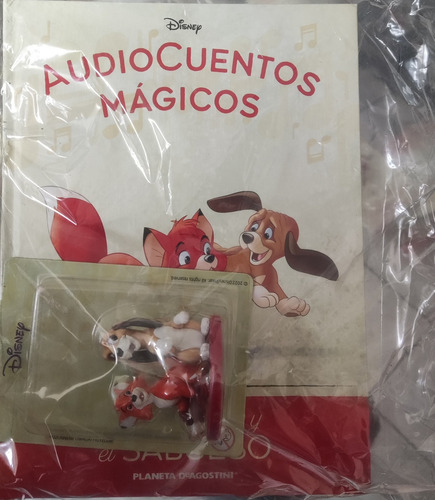 Disney
AUDIOCUENTOS
MÁGICOS
Disney
y
el SABUESO
PLANETA DEAGOSTINI